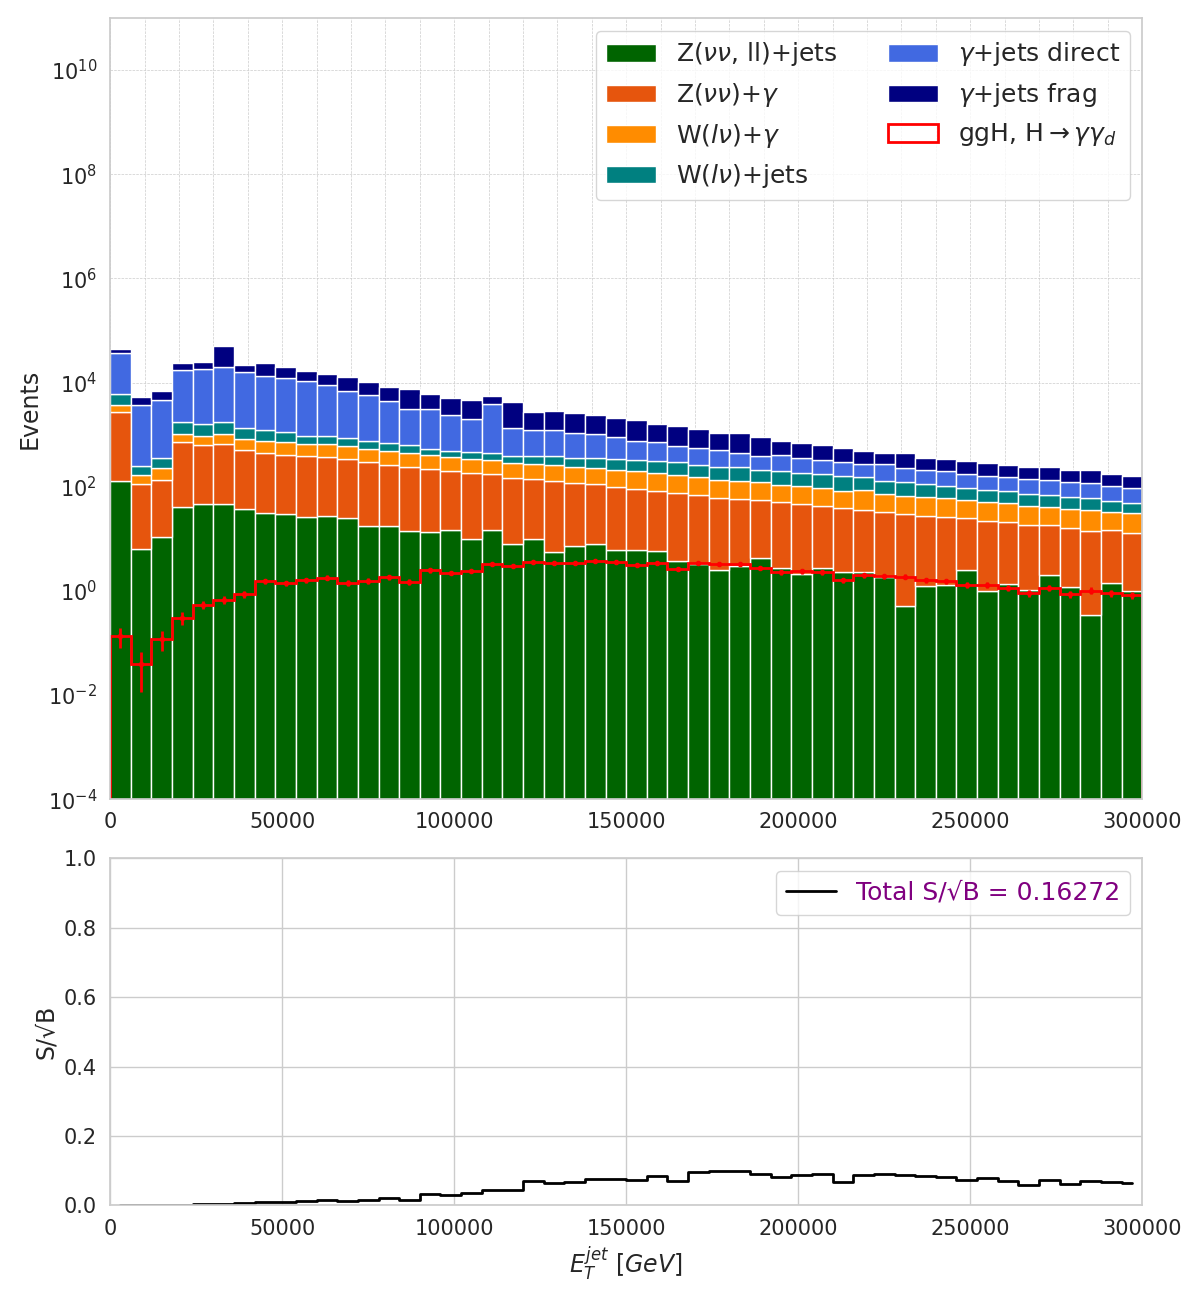 Z(νν, ll)+jets
Z(νν)+γ
W(lν)+γ
W(lν)+jets
γ+jets direct
γ+jets frag
ggH, H→γγ_d
Events
10^10
10^8
10^6
10^4
10^2
10^0
10^−2
10^−4
0 50000 100000 150000 200000 250000 300000
Total S/√B = 0.16272
S/√B
1.0
0.8
0.6
0.4
0.2
0.0
0 50000 100000 150000 200000 250000 300000
E_T^jet [GeV]